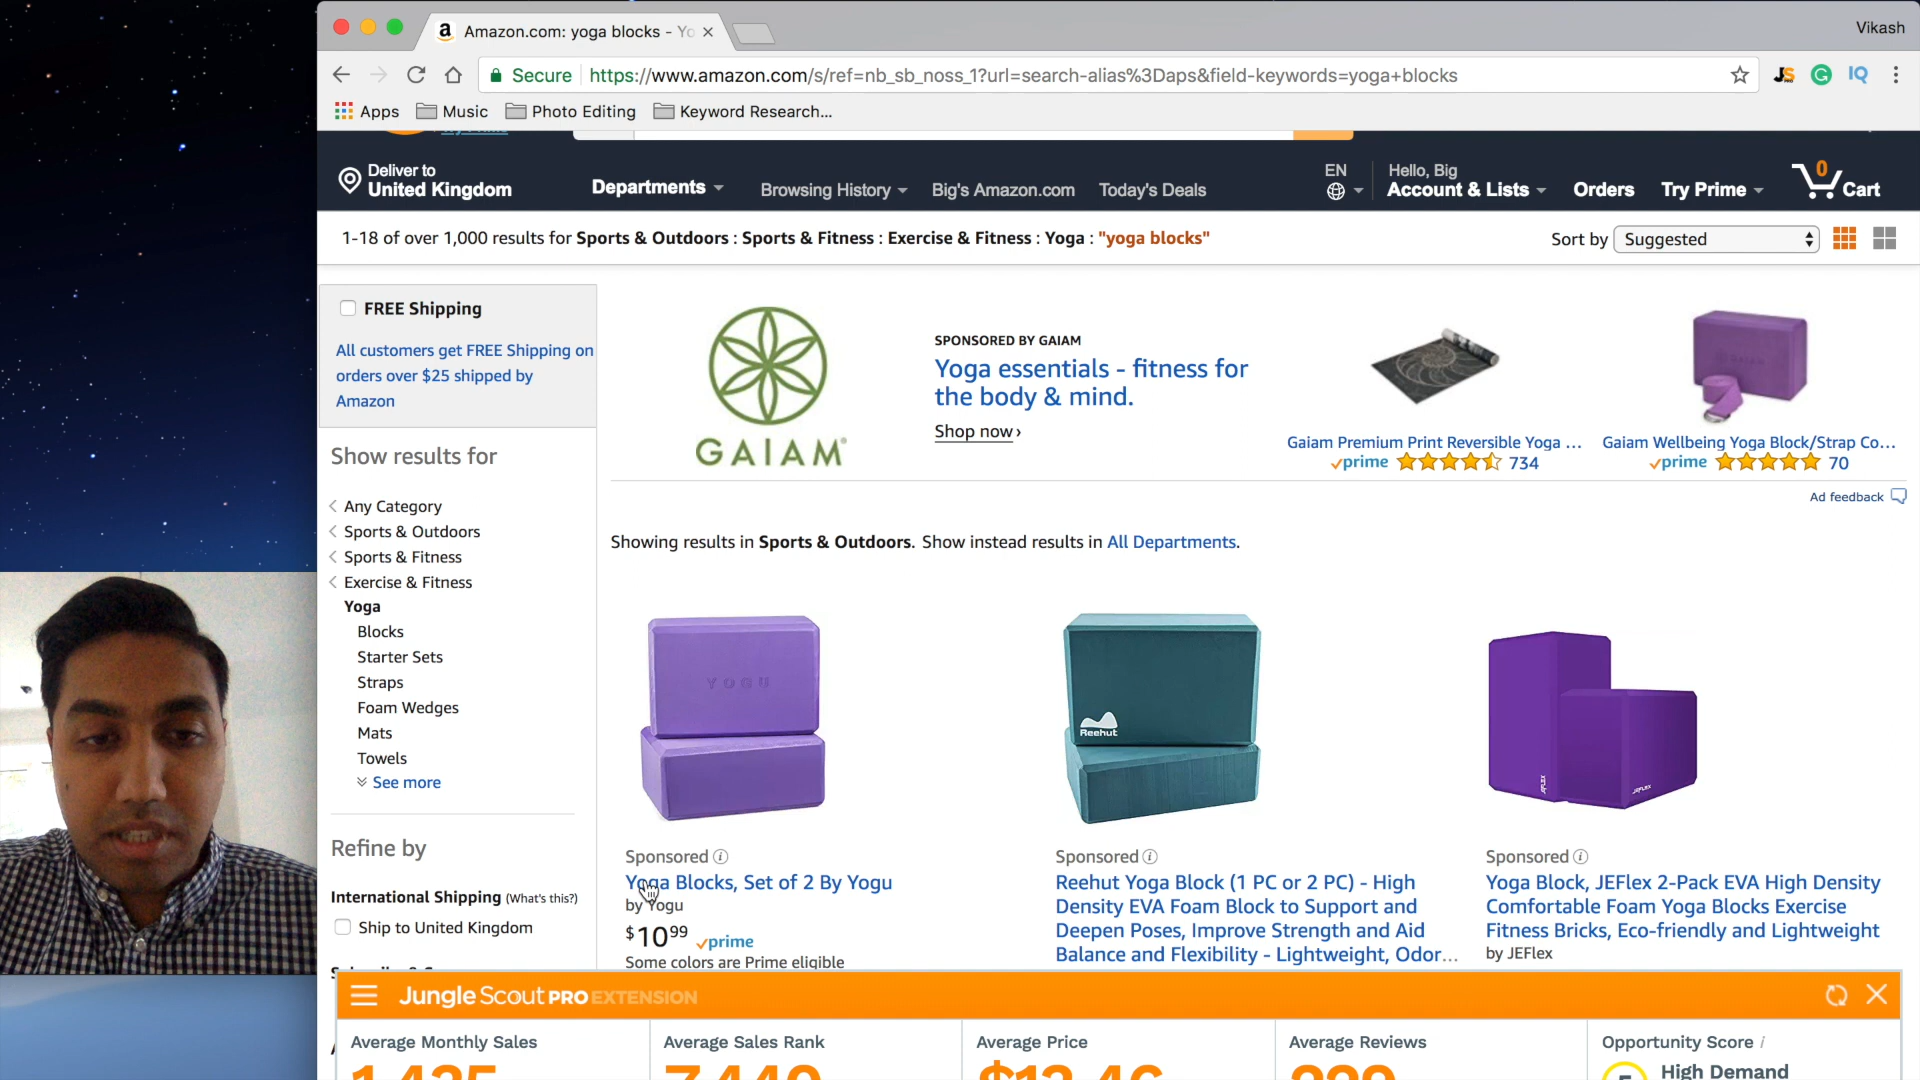 Amazon.com: yoga blocks - Yo
Vikash
Secure
https://www.amazon.com/s/ref=nb_sb_noss_1?url=search-alias%3Daps&field-keywords=yoga+blocks
JS
G
IQ
Apps
Music
Photo Editing
Keyword Research...
Deliver to
United Kingdom
Departments
Browsing History
Big's Amazon.com
Today's Deals
EN
Hello, Big
Account & Lists
Orders
Try Prime
0
Cart
1-18 of over 1,000 results for Sports & Outdoors : Sports & Fitness : Exercise & Fitness : Yoga : "yoga blocks"
Sort by
Suggested
FREE Shipping
All customers get FREE Shipping on
orders over $25 shipped by
Amazon
Show results for
Any Category
Sports & Outdoors
Sports & Fitness
Exercise & Fitness
Yoga
Blocks
Starter Sets
Straps
Foam Wedges
Mats
Towels
See more
Refine by
International Shipping (What's this?)
Ship to United Kingdom
GAIAM
SPONSORED BY GAIAM
Yoga essentials - fitness for
the body & mind.
Shop now ›
Gaiam Premium Print Reversible Yoga ...
prime 734
Gaiam Wellbeing Yoga Block/Strap Co...
prime 70
Ad feedback
Showing results in Sports & Outdoors. Show instead results in All Departments.
YOGU
Sponsored
Yoga Blocks, Set of 2 By Yogu
by Yogu
$10.99 prime
Some colors are Prime eligible
Reehut
Sponsored
Reehut Yoga Block (1 PC or 2 PC) - High
Density EVA Foam Block to Support and
Deepen Poses, Improve Strength and Aid
Balance and Flexibility - Lightweight, Odor...
JEFLEX
JEFLEX
Sponsored
Yoga Block, JEFlex 2-Pack EVA High Density
Comfortable Foam Yoga Blocks Exercise
Fitness Bricks, Eco-friendly and Lightweight
by JEFlex
Jungle Scout PRO EXTENSION
Average Monthly Sales
Average Sales Rank
Average Price
Average Reviews
Opportunity Score i
High Demand